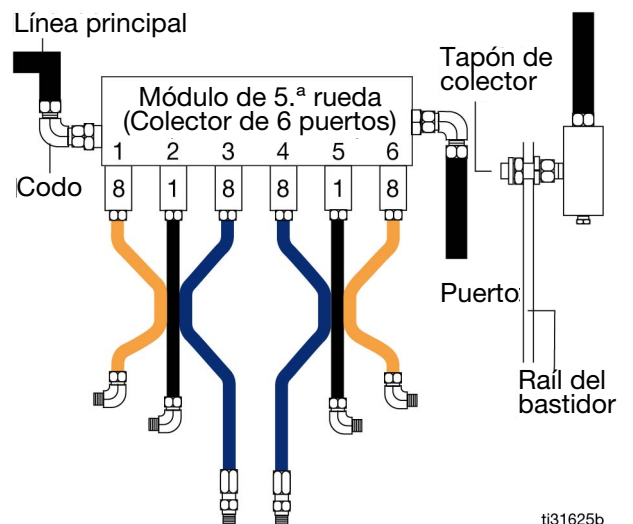 Línea principal
Tapón de
colector
Módulo de 5.ª rueda
(Colector de 6 puertos)
1 2 3 4 5 6
8 1 8 8 1 8
Codo
Puerto
Raíl del
bastidor
ti31625b